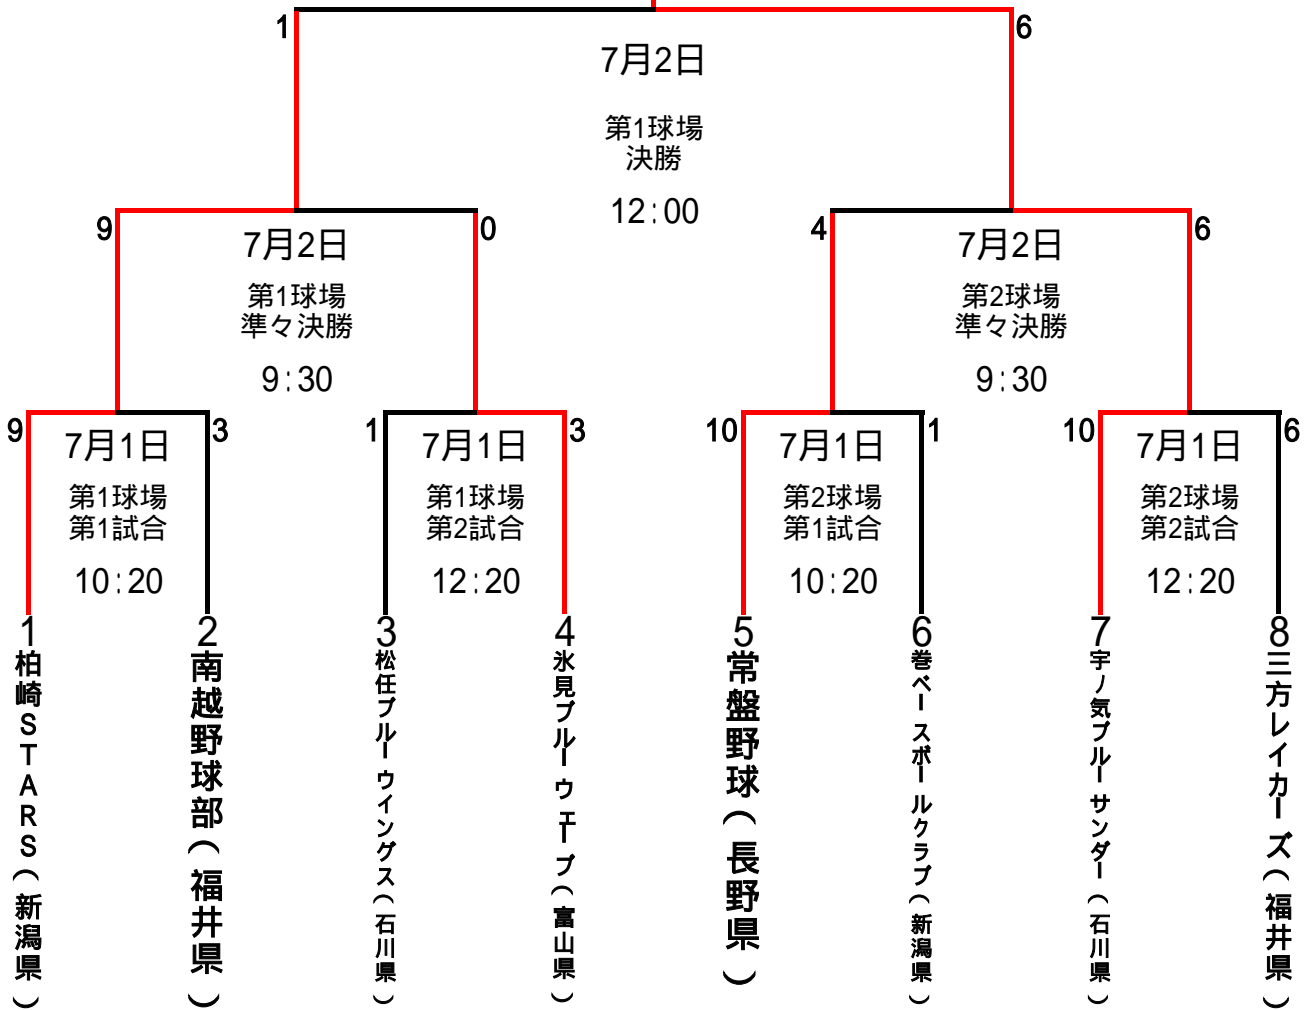 1
6
7月2日
第1球場
決勝
12:00
9
0
4
6
7月2日
第1球場
準々決勝
9:30
7月2日
第2球場
準々決勝
9:30
9
3
1
3
10
1
10
6
7月1日
第1球場
第1試合
10:20
7月1日
第1球場
第2試合
12:20
7月1日
第2球場
第1試合
10:20
7月1日
第2球場
第2試合
12:20
1
柏崎STARS(新潟県)
2
南越野球部(福井県)
3
松任ブルーウイングス(石川県)
4
氷見ブルーウェーブ(富山県)
5
常盤野球(長野県)
6
巻ベースボールクラブ(新潟県)
7
宇ノ気ブルーサンダー(石川県)
8
三方レイカーズ(福井県)